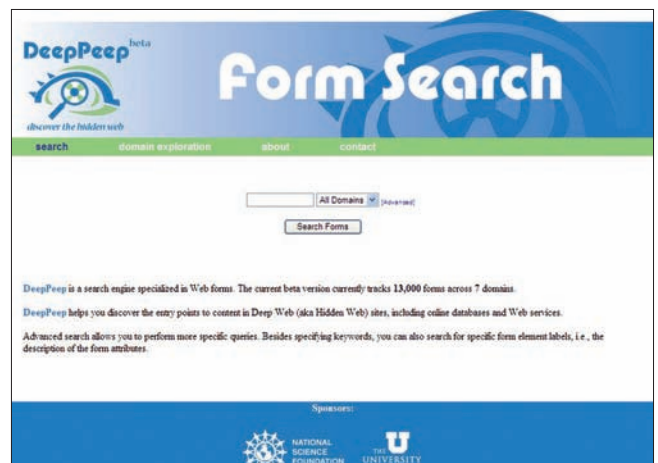 DeepPeep beta
discover the hidden web
Form Search
search domain exploration about contact
All Domains [Advanced]
Search Forms
DeepPeep is a search engine specialized in Web forms. The current beta version currently tracks 13,000 forms across 7 domains.
DeepPeep helps you discover the entry points to content in Deep Web (aka Hidden Web) sites, including online databases and Web services.
Advanced search allows you to perform more specific queries. Besides specifying keywords, you can also search for specific form element labels, i.e., the
description of the form attributes.
Sponsors:
NATIONAL
SCIENCE
FOUNDATION
THE
UNIVERSITY